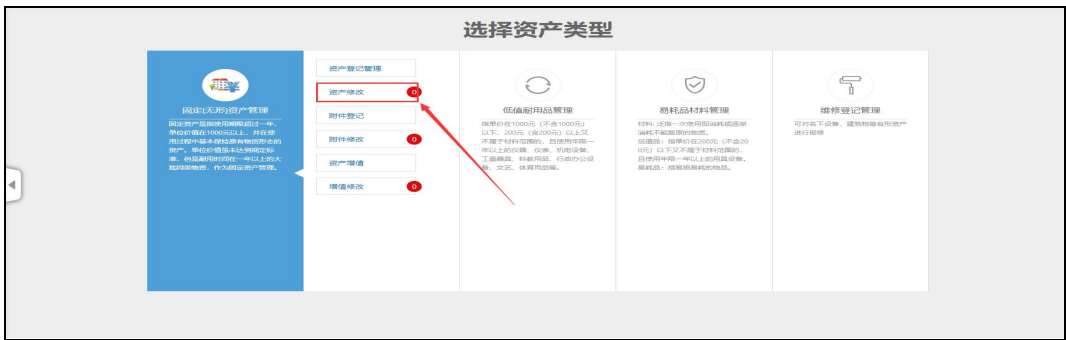 选择资产类型
固定(无形)资产管理
固定资产是指使用期限超过一年，
单位价值在1000元以上，并在使
用过程中基本保持原有物质形态的
资产。单位价值虽未达到规定标
准，但是耐用时间在一年以上的大
批同类物资，作为固定资产管理。
资产登记管理
资产修改
0
附件登记
附件修改
0
资产增值
增值修改
0
低值耐用品管理
指单价在1000元（不含1000元）
以下、200元（含200元）以上又
不属于材料范围的，且使用年限一
年以上的仪器、仪表、机电设备、
工量器具、科教用品、行政办公设
备、文艺、体育用品等。
易耗品材料管理
材料: 泛指一次使用即消耗或逐渐
消耗不能复原的物质。
低值品：指单价在200元（不含20
0元）以下又不属于材料范围的，
且使用年限一年以上的用具设备。
易耗品：指易损易耗的物品。
维修登记管理
可对名下设备、建筑物等有形资产
进行报修